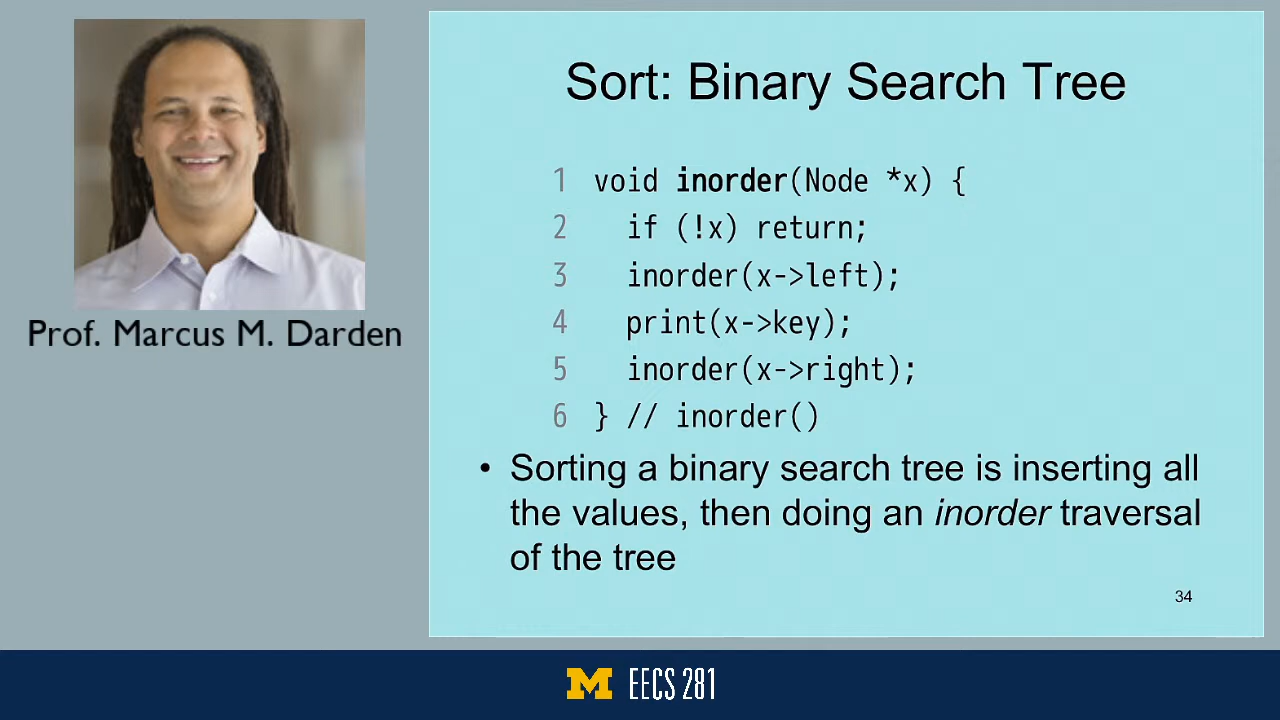 Prof. Marcus M. Darden
Sort: Binary Search Tree
1 void inorder(Node *x) {
2 if (!x) return;
3 inorder(x->left);
4 print(x->key);
5 inorder(x->right);
6 } // inorder()
• Sorting a binary search tree is inserting all
the values, then doing an inorder traversal
of the tree
34
M EECS 281